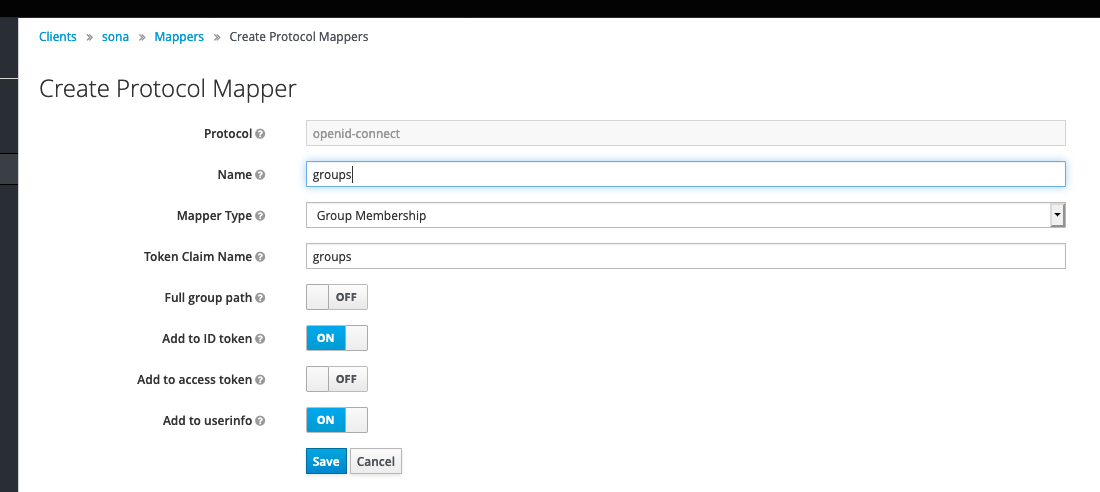 Clients » sona » Mappers » Create Protocol Mappers
Create Protocol Mapper
Protocol openid-connect
Name groups
Mapper Type Group Membership
Token Claim Name groups
Full group path OFF
Add to ID token ON
Add to access token OFF
Add to userinfo ON
Save Cancel